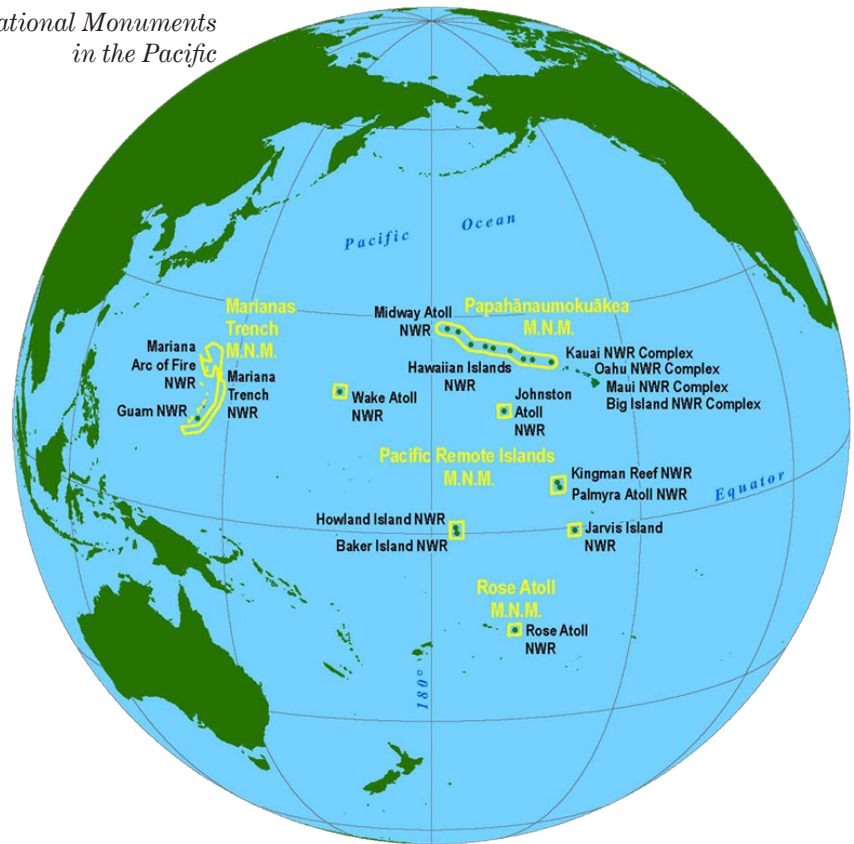 ational Monuments
in the Pacific
Pacific Ocean
Marianas
Trench
M.N.M.
Mariana
Arc of Fire
NWR
Mariana
Trench
NWR
Guam NWR
Wake Atoll
NWR
Midway Atoll
NWR
Papahānaumokuākea
M.N.M.
Hawaiian Islands
NWR
Kauai NWR Complex
Oahu NWR Complex
Maui NWR Complex
Big Island NWR Complex
Johnston
Atoll
NWR
Pacific Remote Islands
M.N.M.
Kingman Reef NWR
Palmyra Atoll NWR
Equator
Howland Island NWR
Baker Island NWR
Jarvis Island
NWR
Rose Atoll
M.N.M.
Rose Atoll
NWR
180°